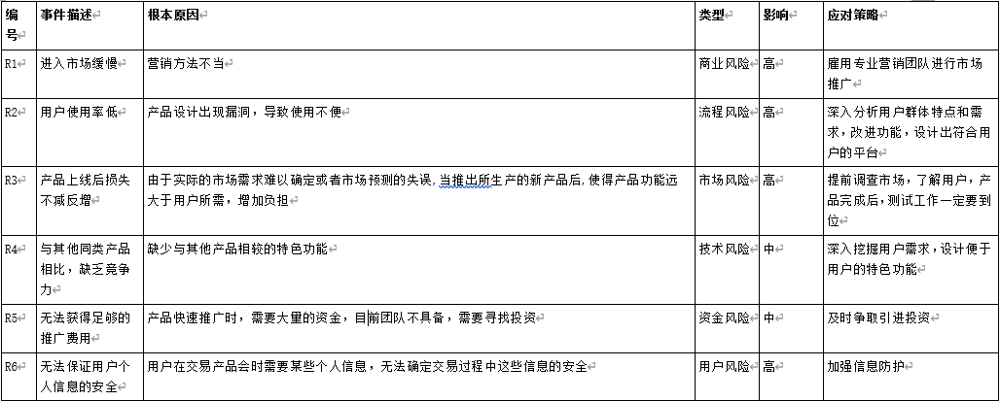 编号 事件描述 根本原因 类型 影响 应对策略
R1 进入市场缓慢 营销方法不当 商业风险 高 雇用专业营销团队进行市场
推广
R2 用户使用率低 产品设计出现漏洞，导致使用不便 流程风险 高 深入分析用户群体特点和需
求，改进功能，设计出符合用
户的平台
R3 产品上线后损失 由于实际的市场需求难以确定或者市场预测的失误,当推出所生产的新产品后,使得产品功能远 市场风险 高 提前调查市场，了解用户，产
不减反增 大于用户所需，增加负担 品完成后,测试工作一定要到
位
R4 与其他同类产品 缺少与其他产品相较的特色功能 技术风险 中 深入挖掘用户需求,设计便于
相比，缺乏竞争 用户的特色功能
力
R5 无法获得足够的 产品快速推广时，需要大量的资金，目前团队不具备，需要寻找投资 资金风险 中 及时争取引进投资
推广费用
R6 无法保证用户个 用户在交易产品会时需要某些个人信息，无法确定交易过程中这些信息的安全 用户风险 高 加强信息防护
人信息的安全